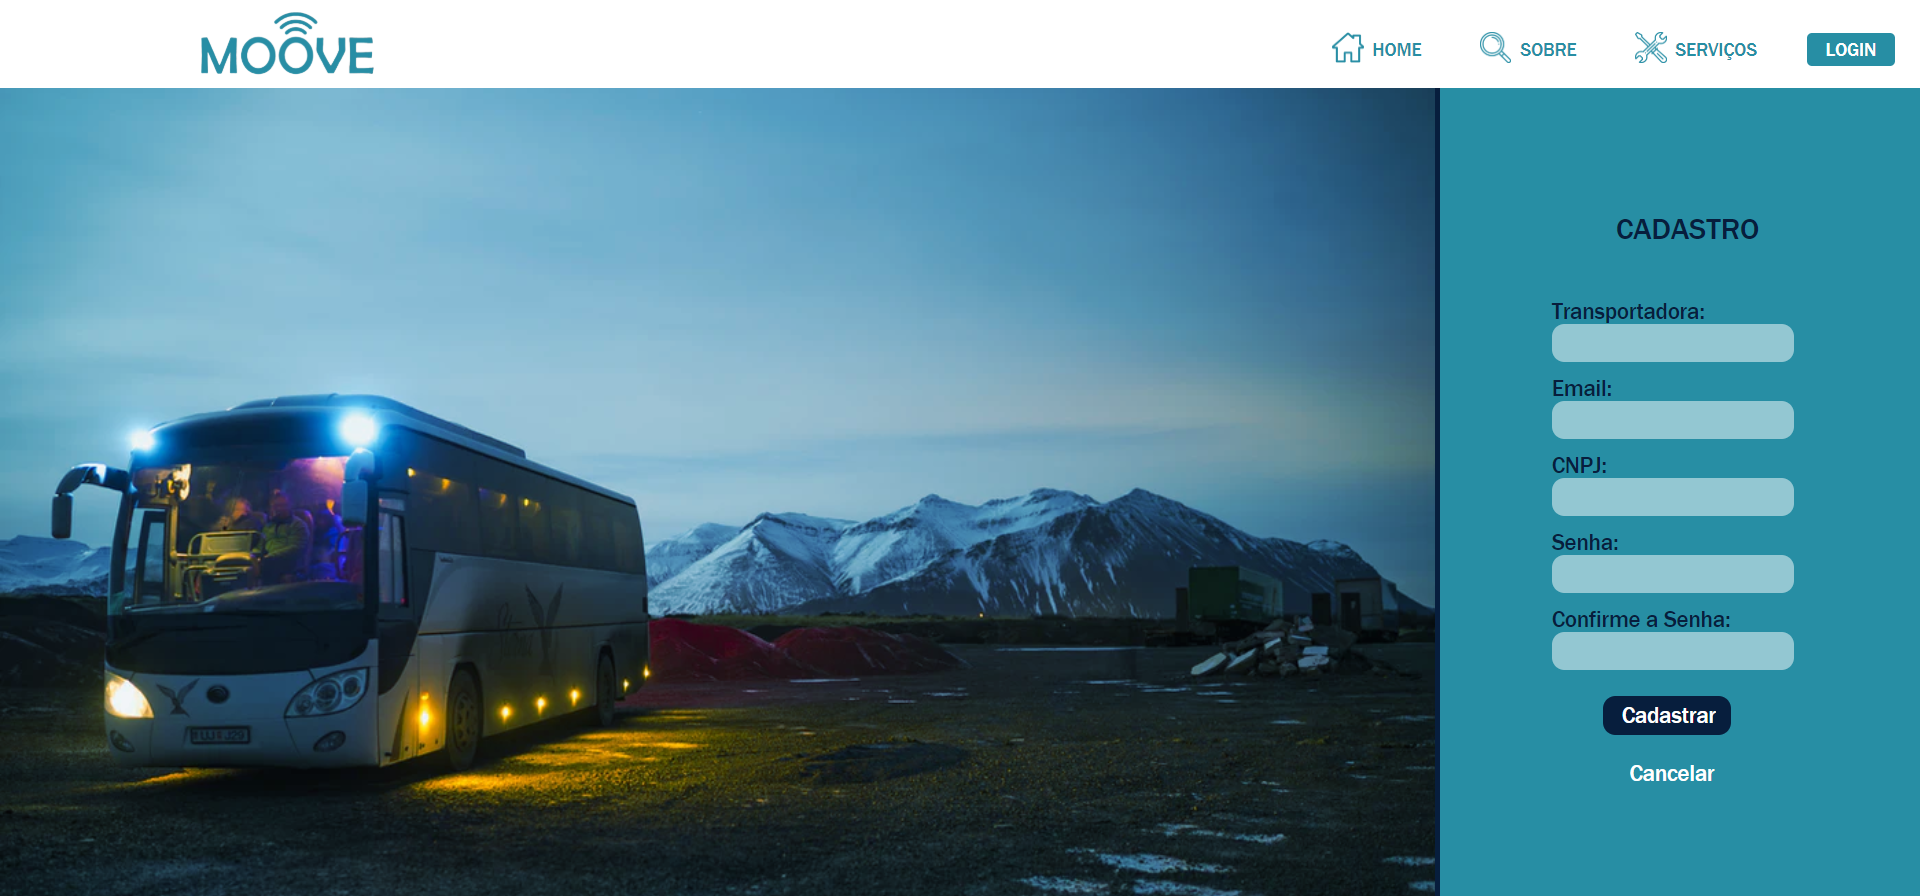 MOOVE
HOME
SOBRE
SERVIÇOS
LOGIN
CADASTRO
Transportadora:
Email:
CNPJ:
Senha:
Confirme a Senha:
Cadastrar
Cancelar